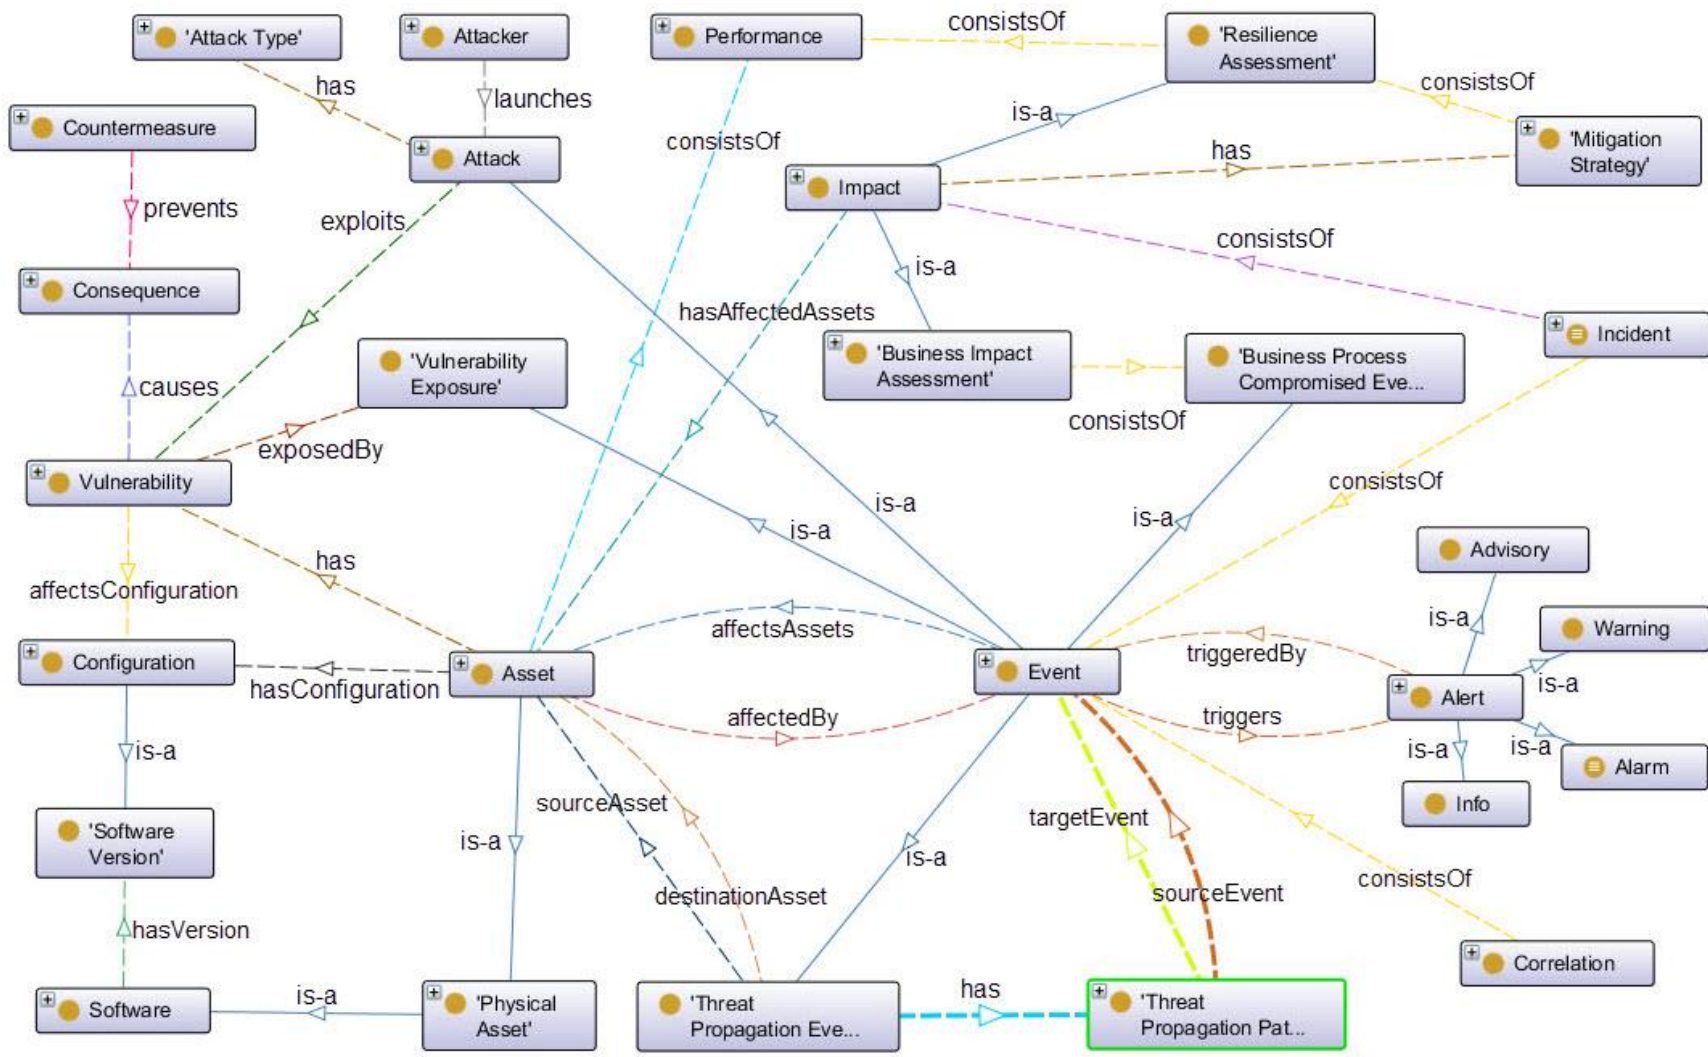 'Attack Type'
Attacker
Performance
consistsOf
'Resilience
Assessment'
has
launches
consistsOf
Countermeasure
Attack
consistsOf
is-a
has
'Mitigation
Strategy'
Impact
prevents
exploits
consistsOf
is-a
Consequence
hasAffectedAssets
Incident
causes
'Vulnerability
Exposure'
'Business Impact
Assessment'
'Business Process
Compromised Eve...
consistsOf
exposedBy
Vulnerability
is-a
is-a
is-a
consistsOf
has
affectsConfiguration
Advisory
is-a
Warning
is-a
affectsAssets
triggeredBy
Configuration
hasConfiguration
Asset
Event
Alert
affectedBy
triggers
is-a
is-a
is-a
Alarm
Info
sourceAsset
targetEvent
'Software
Version'
is-a
is-a
destinationAsset
sourceEvent
consistsOf
hasVersion
Correlation
Software
is-a
'Physical
Asset'
'Threat
Propagation Eve...
has
'Threat
Propagation Pat...